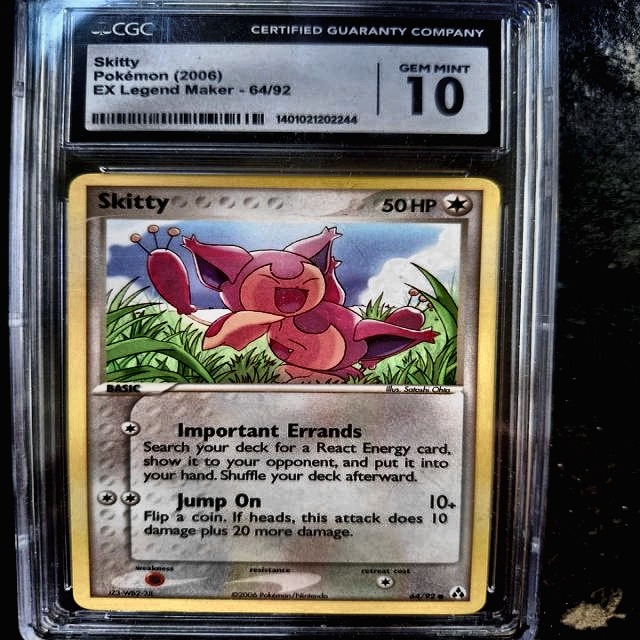 CGC CERTIFIED GUARANTY COMPANY
Skitty
Pokémon (2006)
EX Legend Maker - 64/92
GEM MINT
10
1401021202244
Skitty 50 HP
BASIC
Illus. Satoshi Ohta
Important Errands
Search your deck for a React Energy card,
show it to your opponent, and put it into
your hand. Shuffle your deck afterward.
Jump On 10+
Flip a coin. If heads, this attack does 10
damage plus 20 more damage.
weakness resistance retreat cost
©2006 Pokémon/Nintendo 64/92